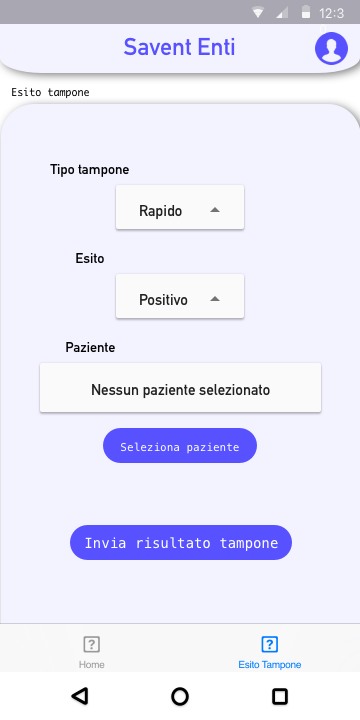 12:3
Savent Enti
Esito tampone
Tipo tampone
Rapido
Esito
Positivo
Paziente
Nessun paziente selezionato
Seleziona paziente
Invia risultato tampone
Home
Esito Tampone